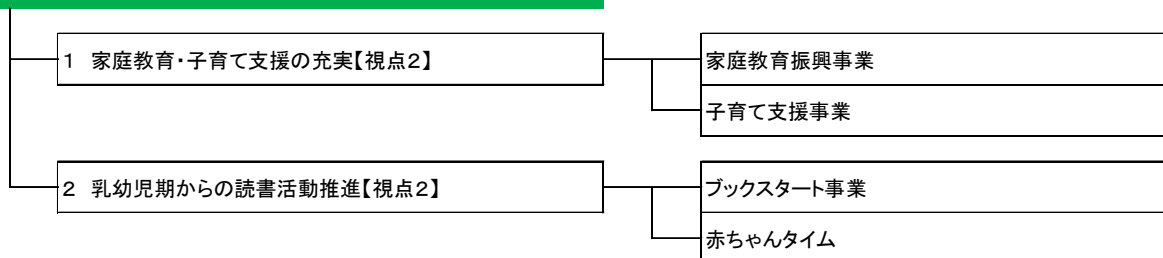 1 家庭教育・子育て支援の充実【視点2】
家庭教育振興事業
子育て支援事業
2 乳幼児期からの読書活動推進【視点2】
ブックスタート事業
赤ちゃんタイム